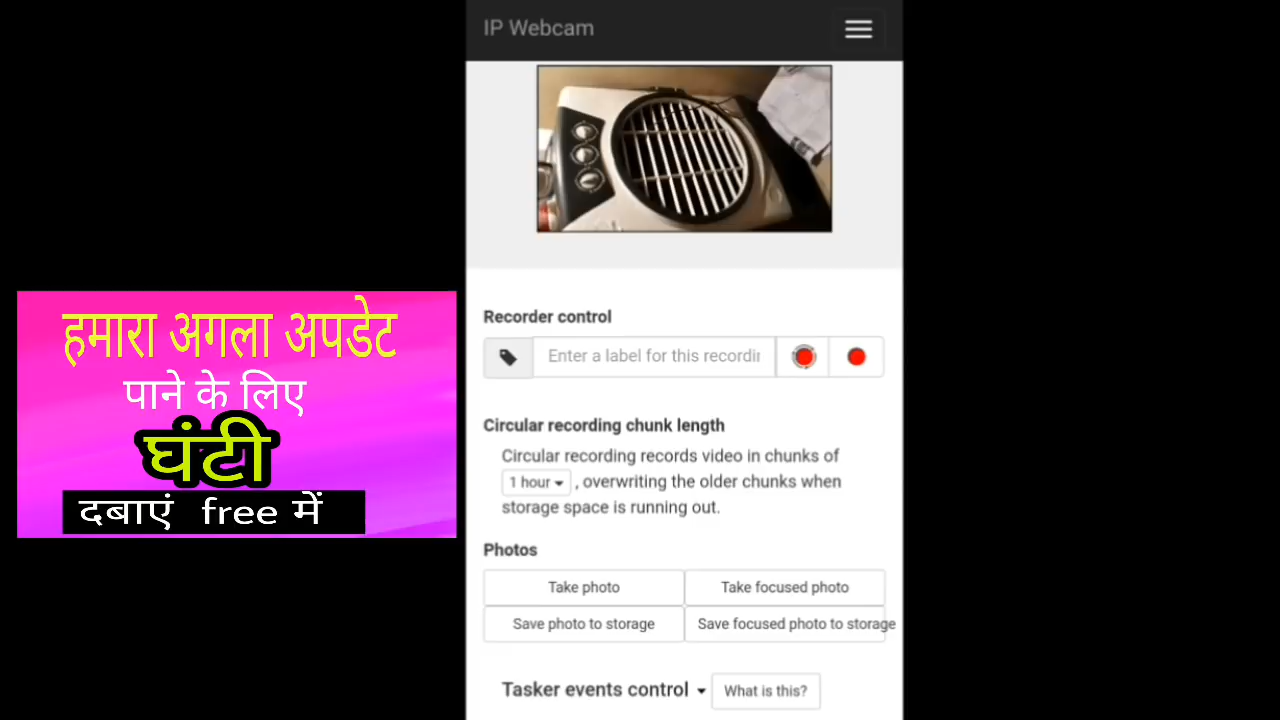 हमारा अगला अपडेट
पाने के लिए
घंटी
दबाएं free में
IP Webcam
Recorder control
Enter a label for this recordin
Circular recording chunk length
Circular recording records video in chunks of
1 hour , overwriting the older chunks when
storage space is running out.
Photos
Take photo
Take focused photo
Save photo to storage
Save focused photo to storage
Tasker events control
What is this?